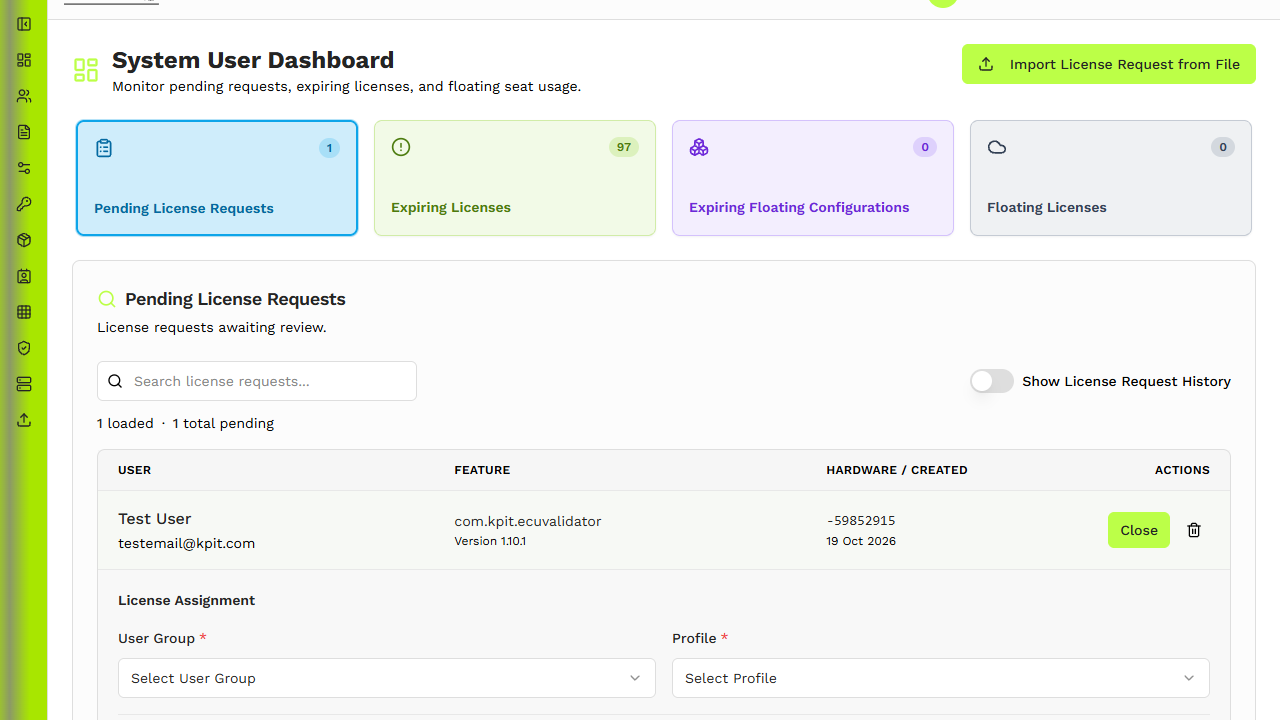 System User Dashboard
Monitor pending requests, expiring licenses, and floating seat usage.
Import License Request from File
1
Pending License Requests
97
Expiring Licenses
0
Expiring Floating Configurations
0
Floating Licenses
Pending License Requests
License requests awaiting review.
Search license requests...
Show License Request History
1 loaded · 1 total pending
USER FEATURE HARDWARE / CREATED ACTIONS
Test User com.kpit.ecuvalidator -59852915 Close
testemail@kpit.com Version 1.10.1 19 Oct 2026
License Assignment
User Group * Profile *
Select User Group Select Profile